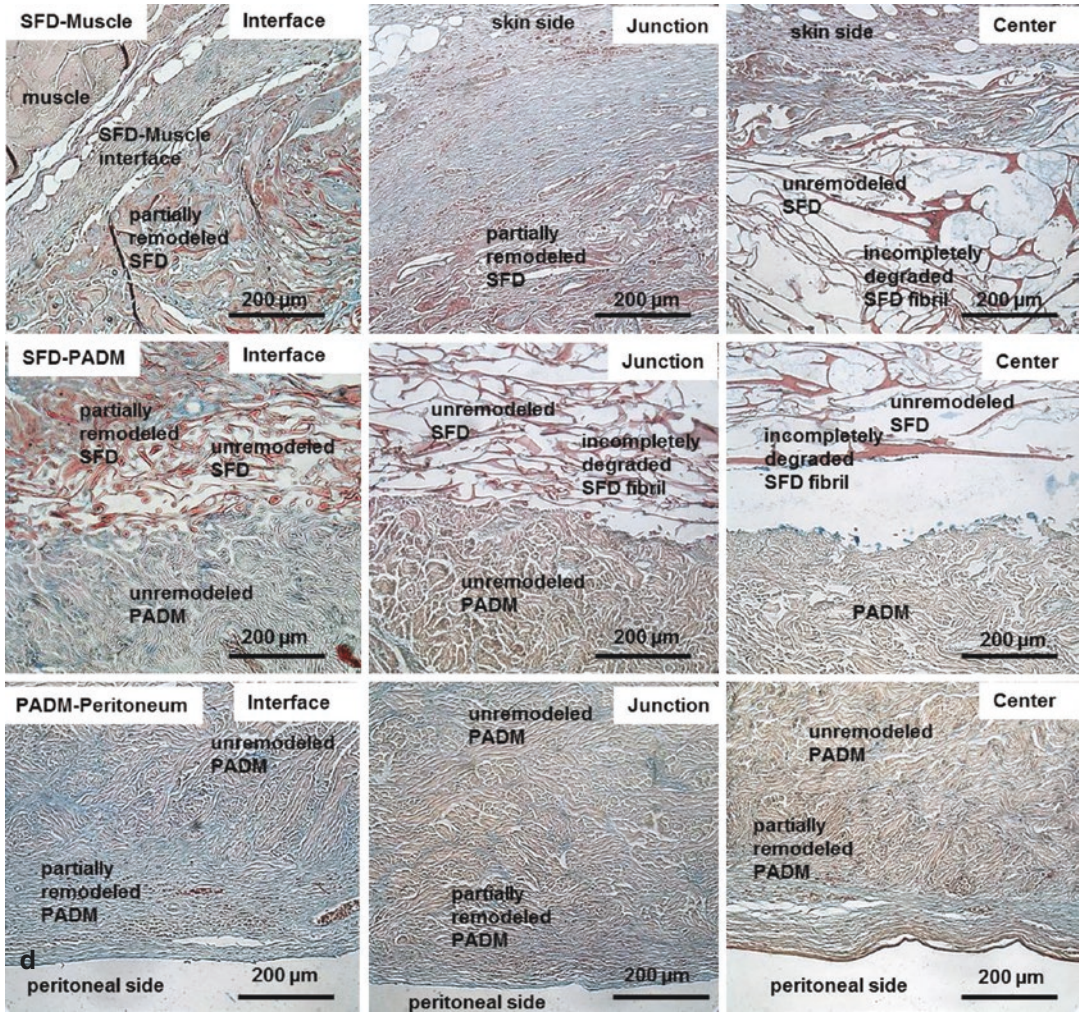 SFD-Muscle
Interface
muscle
SFD-Muscle
interface
partially
remodeled
SFD
200 µm
skin side
Junction
partially
remodeled
SFD
200 µm
skin side
Center
unremodeled
SFD
incompletely
degraded
SFD fibril
200 µm
SFD-PADM
Interface
partially
remodeled
SFD
unremodeled
SFD
unremodeled
PADM
200 µm
Junction
unremodeled
SFD
incompletely
degraded
SFD fibril
unremodeled
PADM
200 µm
Center
unremodeled
SFD
incompletely
degraded
SFD fibril
PADM
200 µm
PADM-Peritoneum
Interface
unremodeled
PADM
partially
remodeled
PADM
d
peritoneal side
200 µm
Junction
unremodeled
PADM
partially
remodeled
PADM
peritoneal side
200 µm
Center
unremodeled
PADM
partially
remodeled
PADM
peritoneal side
200 µm